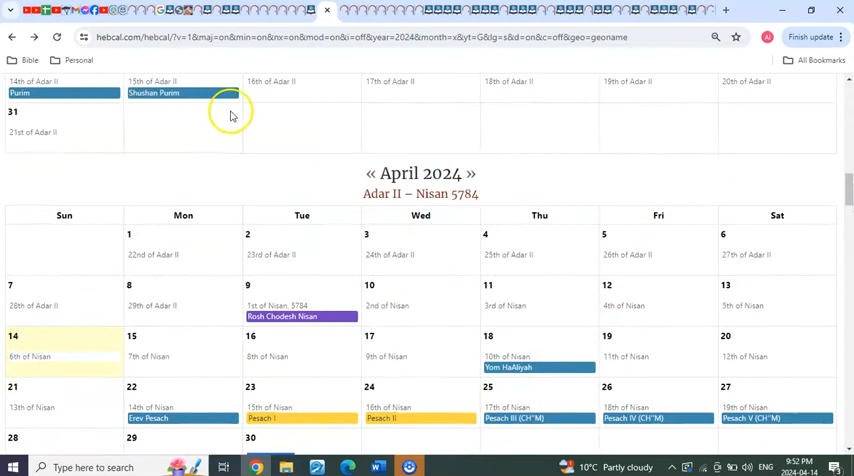 hebcal.com/hebcal/?v=1&maj=on&min=on&nx=on&mod=on&i=off&year=2024&month=x&yt=G&lg=s&d=on&c=off&geo=geoname
Finish update
Bible
Personal
All Bookmarks
14th of Adar II
15th of Adar II
16th of Adar II
17th of Adar II
18th of Adar II
19th of Adar II
20th of Adar II
Purim
Shushan Purim
31
21st of Adar II
« April 2024 »
Adar II – Nisan 5784
Sun Mon Tue Wed Thu Fri Sat
1 2 3 4 5 6
22nd of Adar II
23rd of Adar II
24th of Adar II
25th of Adar II
26th of Adar II
27th of Adar II
7 8 9 10 11 12 13
28th of Adar II
29th of Adar II
1st of Nisan, 5784
2nd of Nisan
3rd of Nisan
4th of Nisan
5th of Nisan
Rosh Chodesh Nisan
14 15 16 17 18 19 20
6th of Nisan
7th of Nisan
8th of Nisan
9th of Nisan
10th of Nisan
11th of Nisan
12th of Nisan
Yom HaAliyah
21 22 23 24 25 26 27
13th of Nisan
14th of Nisan
15th of Nisan
16th of Nisan
17th of Nisan
18th of Nisan
19th of Nisan
Erev Pesach
Pesach I
Pesach II
Pesach III (CH''M)
Pesach IV (CH''M)
Pesach V (CH''M)
28 29 30
Type here to search
10°C Partly cloudy
ENG
9:52 PM
2024-04-14